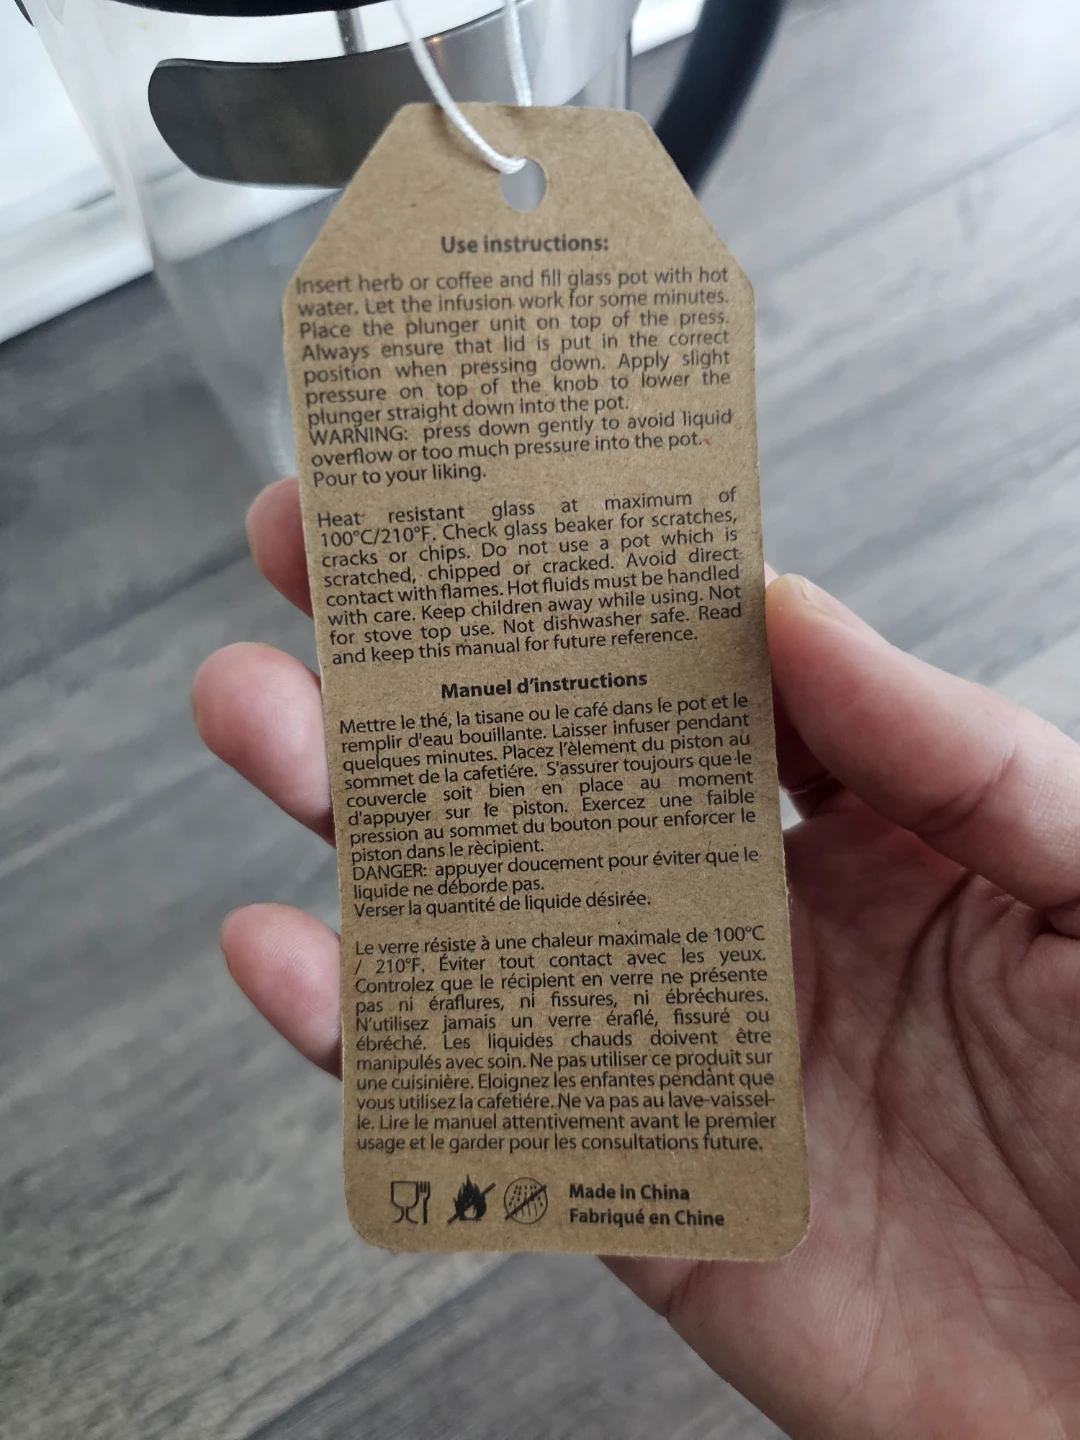 Use instructions:
Insert herb or coffee and fill glass pot with hot
water. Let the infusion work for some minutes.
Place the plunger unit on top of the press.
Always ensure that lid is put in the correct
position when pressing down. Apply slight
pressure on top of the knob to lower the
plunger straight down into the pot.
WARNING: press down gently to avoid liquid
overflow or too much pressure into the pot.
Pour to your liking.
Heat resistant glass at maximum of
100°C/210°F. Check glass beaker for scratches,
cracks or chips. Do not use a pot which is
scratched, chipped or cracked. Avoid direct
contact with flames. Hot fluids must be handled
with care. Keep children away while using. Not
for stove top use. Not dishwasher safe. Read
and keep this manual for future reference.
Manuel d'instructions
Mettre le thé, la tisane ou le café dans le pot et le
remplir d'eau bouillante. Laisser infuser pendant
quelques minutes. Placez l'èlement du piston au
sommet de la cafetiére. S'assurer toujours que le
couvercle soit bien en place au moment
d'appuyer sur le piston. Exercez une faible
pression au sommet du bouton pour enforcer le
piston dans le rècipient.
DANGER: appuyer doucement pour éviter que le
liquide ne déborde pas.
Verser la quantité de liquide désirée.
Le verre résiste à une chaleur maximale de 100°C
/ 210°F. Éviter tout contact avec les yeux.
Controlez que le récipient en verre ne présente
pas ni éraflures, ni fissures, ni ébréchures.
N'utilisez jamais un verre éraflé, fissuré ou
ébréché. Les liquides chauds doivent être
manipulés avec soin. Ne pas utiliser ce produit sur
une cuisinière. Eloignez les enfantes pendant que
vous utilisez la cafetiére. Ne va pas au lave-vaissel-
le. Lire le manuel attentivement avant le premier
usage et le garder pour les consultations future.
Made in China
Fabriqué en Chine